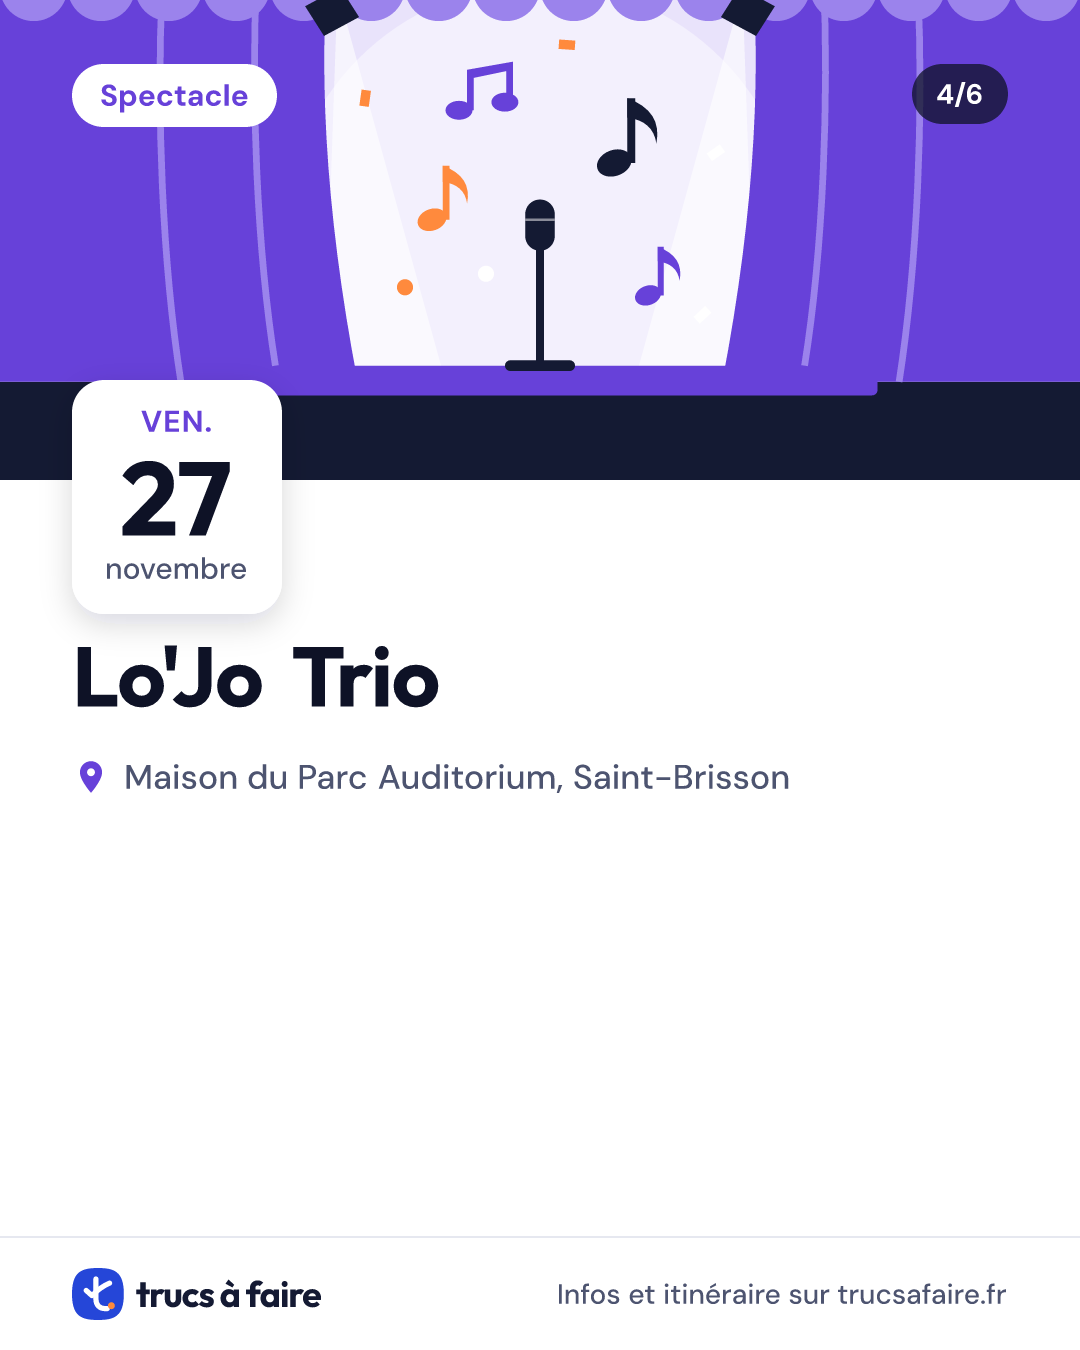 Spectacle
4/6
VEN.
27
novembre
Lo'Jo Trio
Maison du Parc Auditorium, Saint-Brisson
trucs à faire
Infos et itinéraire sur trucsafaire.fr